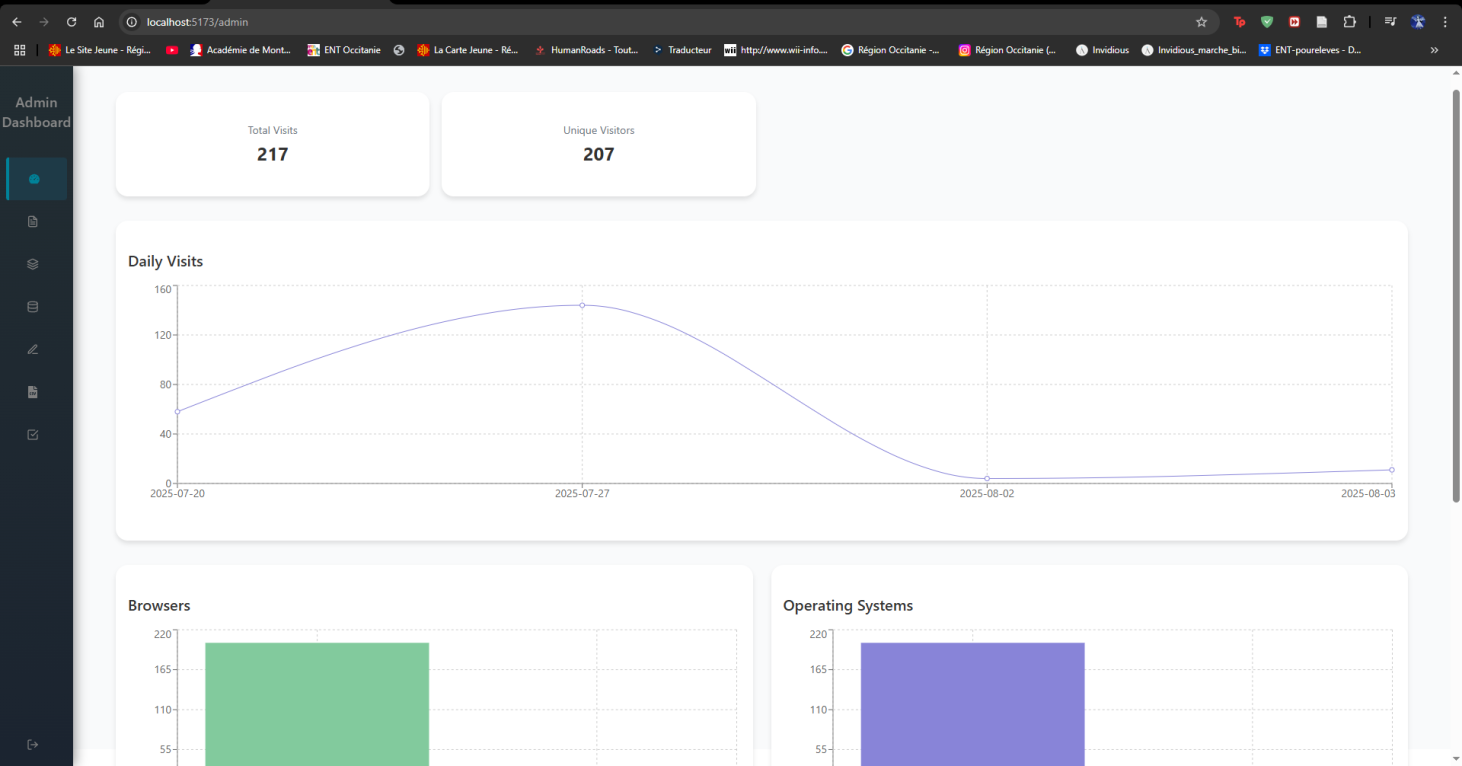 localhost:5173/admin
Le Site Jeune - Régi...
Académie de Mont...
ENT Occitanie
La Carte Jeune - Ré...
HumanRoads - Tout...
Traducteur
http://www.wii-info....
Région Occitanie -...
Région Occitanie (...
Invidious
Invidious_marche_bi...
ENT-poureleves - D...
Admin
Dashboard
Total Visits
217
Unique Visitors
207
Daily Visits
160
120
80
40
0
2025-07-20 2025-07-27 2025-08-02 2025-08-03
Browsers
220
165
110
55
Operating Systems
220
165
110
55